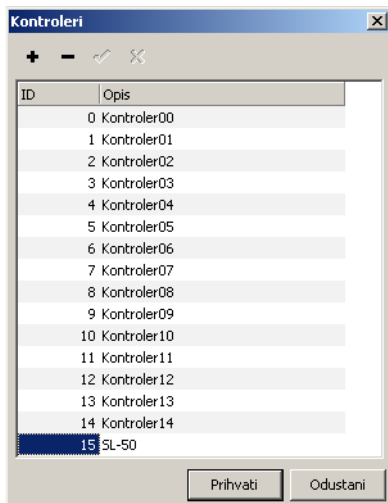 Kontroleri
ID Opis
0 Kontroler00
1 Kontroler01
2 Kontroler02
3 Kontroler03
4 Kontroler04
5 Kontroler05
6 Kontroler06
7 Kontroler07
8 Kontroler08
9 Kontroler09
10 Kontroler10
11 Kontroler11
12 Kontroler12
13 Kontroler13
14 Kontroler14
15 SL-50
Prihvati Odustani